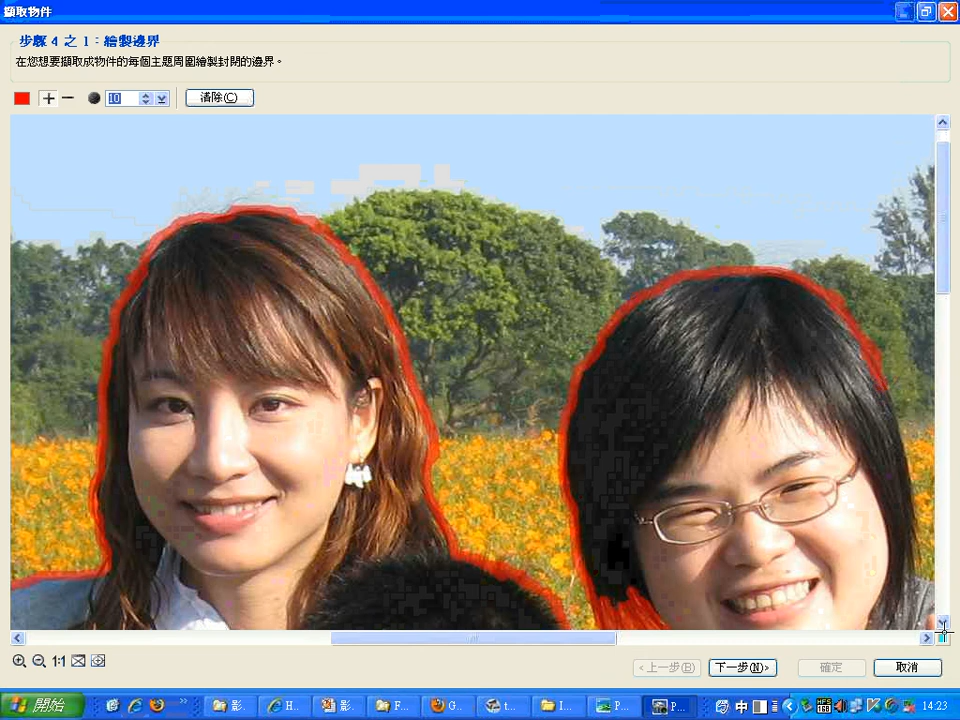 擷取物件
步驟 4 之 1：繪製邊界
在您想要擷取成物件的每個主題周圍繪製封閉的邊界。
10 清除(C)
1:1
<上一步(B) 下一步(N)> 確定 取消
開始 影. H. 影. F... G. t... I... P... P... 中 14:23